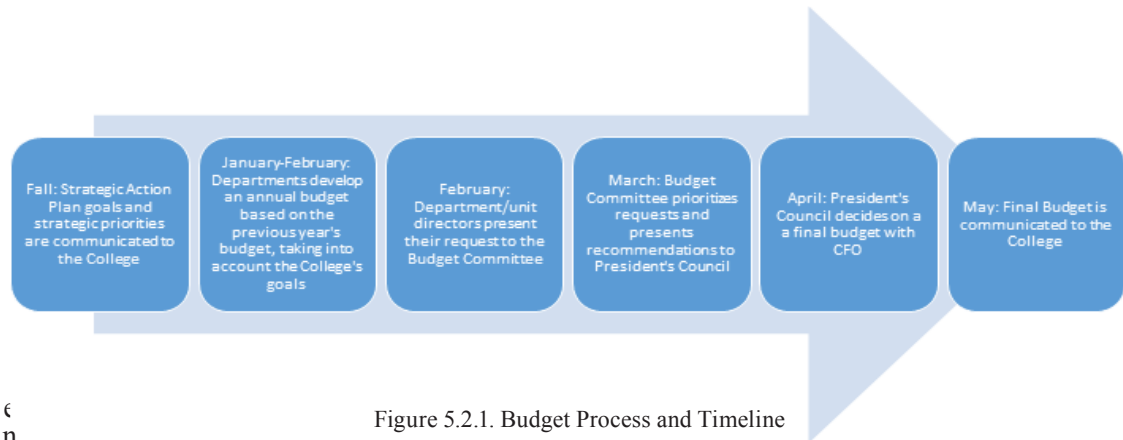 Fall: Strategic Action
Plan goals and
strategic priorities
are communicated to
the College
January-February:
Departments develop
an annual budget
based on the
previous year's
budget, taking into
account the College's
goals
February:
Department/unit
directors present
their request to the
Budget Committee
March: Budget
Committee prioritizes
requests and
presents
recommendations to
President's Council
April: President's
Council decides on a
a final budget with
CFO
May: Final Budget is
communicated to the
College
Figure 5.2.1. Budget Process and Timeline